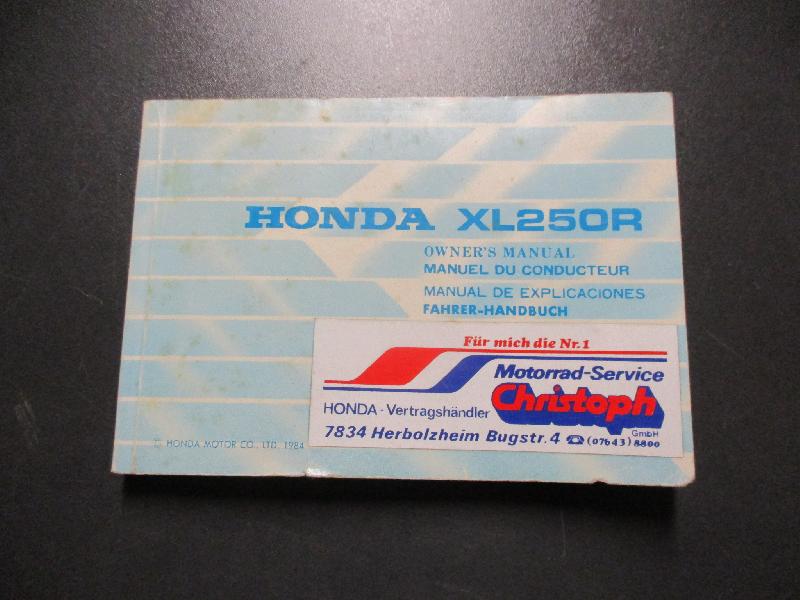 HONDA XL250R
OWNER'S MANUAL
MANUEL DU CONDUCTEUR
MANUAL DE EXPLICACIONES
FAHRER-HANDBUCH
Für mich die Nr.1
Motorrad-Service
HONDA-Vertragshändler Christoph
GmbH
7834 Herbolzheim Bugstr. 4 ☎ (07643) 8800
© HONDA MOTOR CO., LTD. 1984